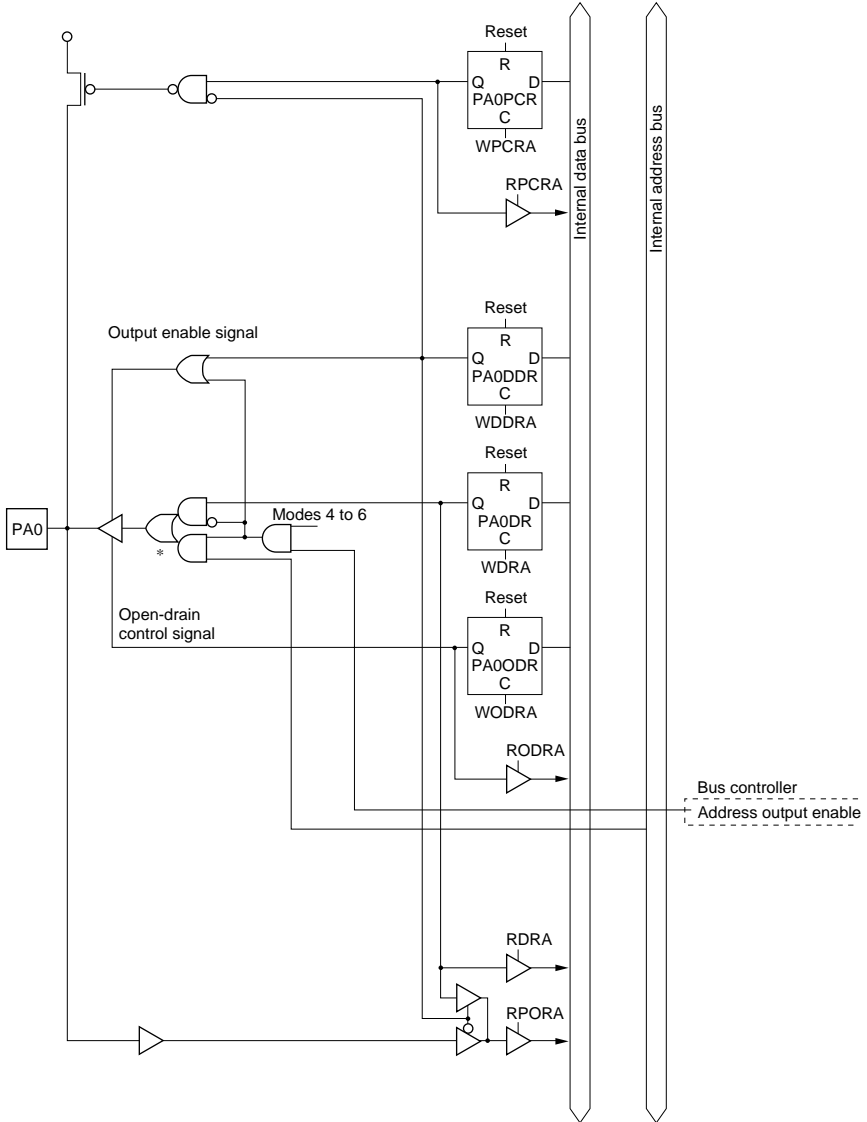 Reset
R
Q D
PA0PCR
C
WPCRA
RPCRA
Internal data bus
Internal address bus
Reset
Output enable signal
R
Q D
PA0DDR
C
WDDRA
Reset
R
Q D
Modes 4 to 6
PA0DR
C
PA0
*
WDRA
Reset
Open-drain
control signal
R
Q D
PA0ODR
C
WODRA
RODRA
Bus controller
Address output enable
RDRA
RPORA